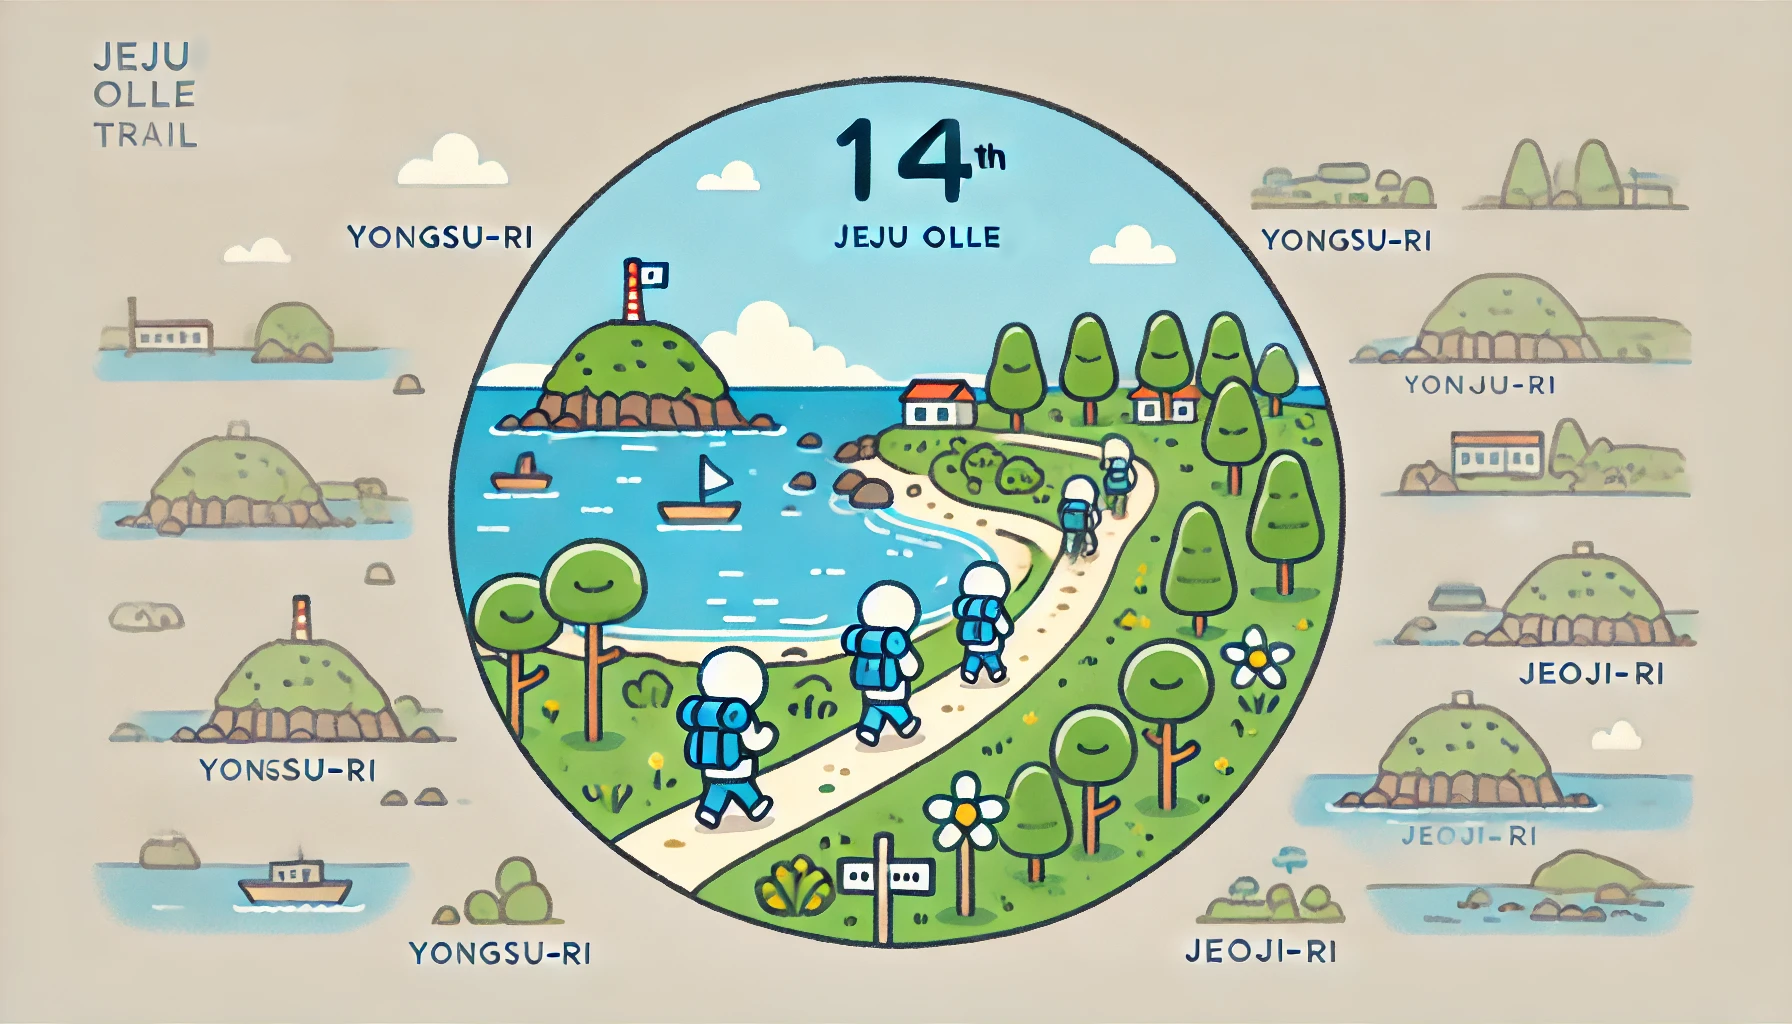 JEJU
OLLE
TRAIL
14th
JEJU OLLE
YONGSU-RI
YONGSU-RI
YONJU-RI
JEOJI-RI
YONSSU-RI
JEOJI-RI
YONGSU-RI
JEOJI-RI